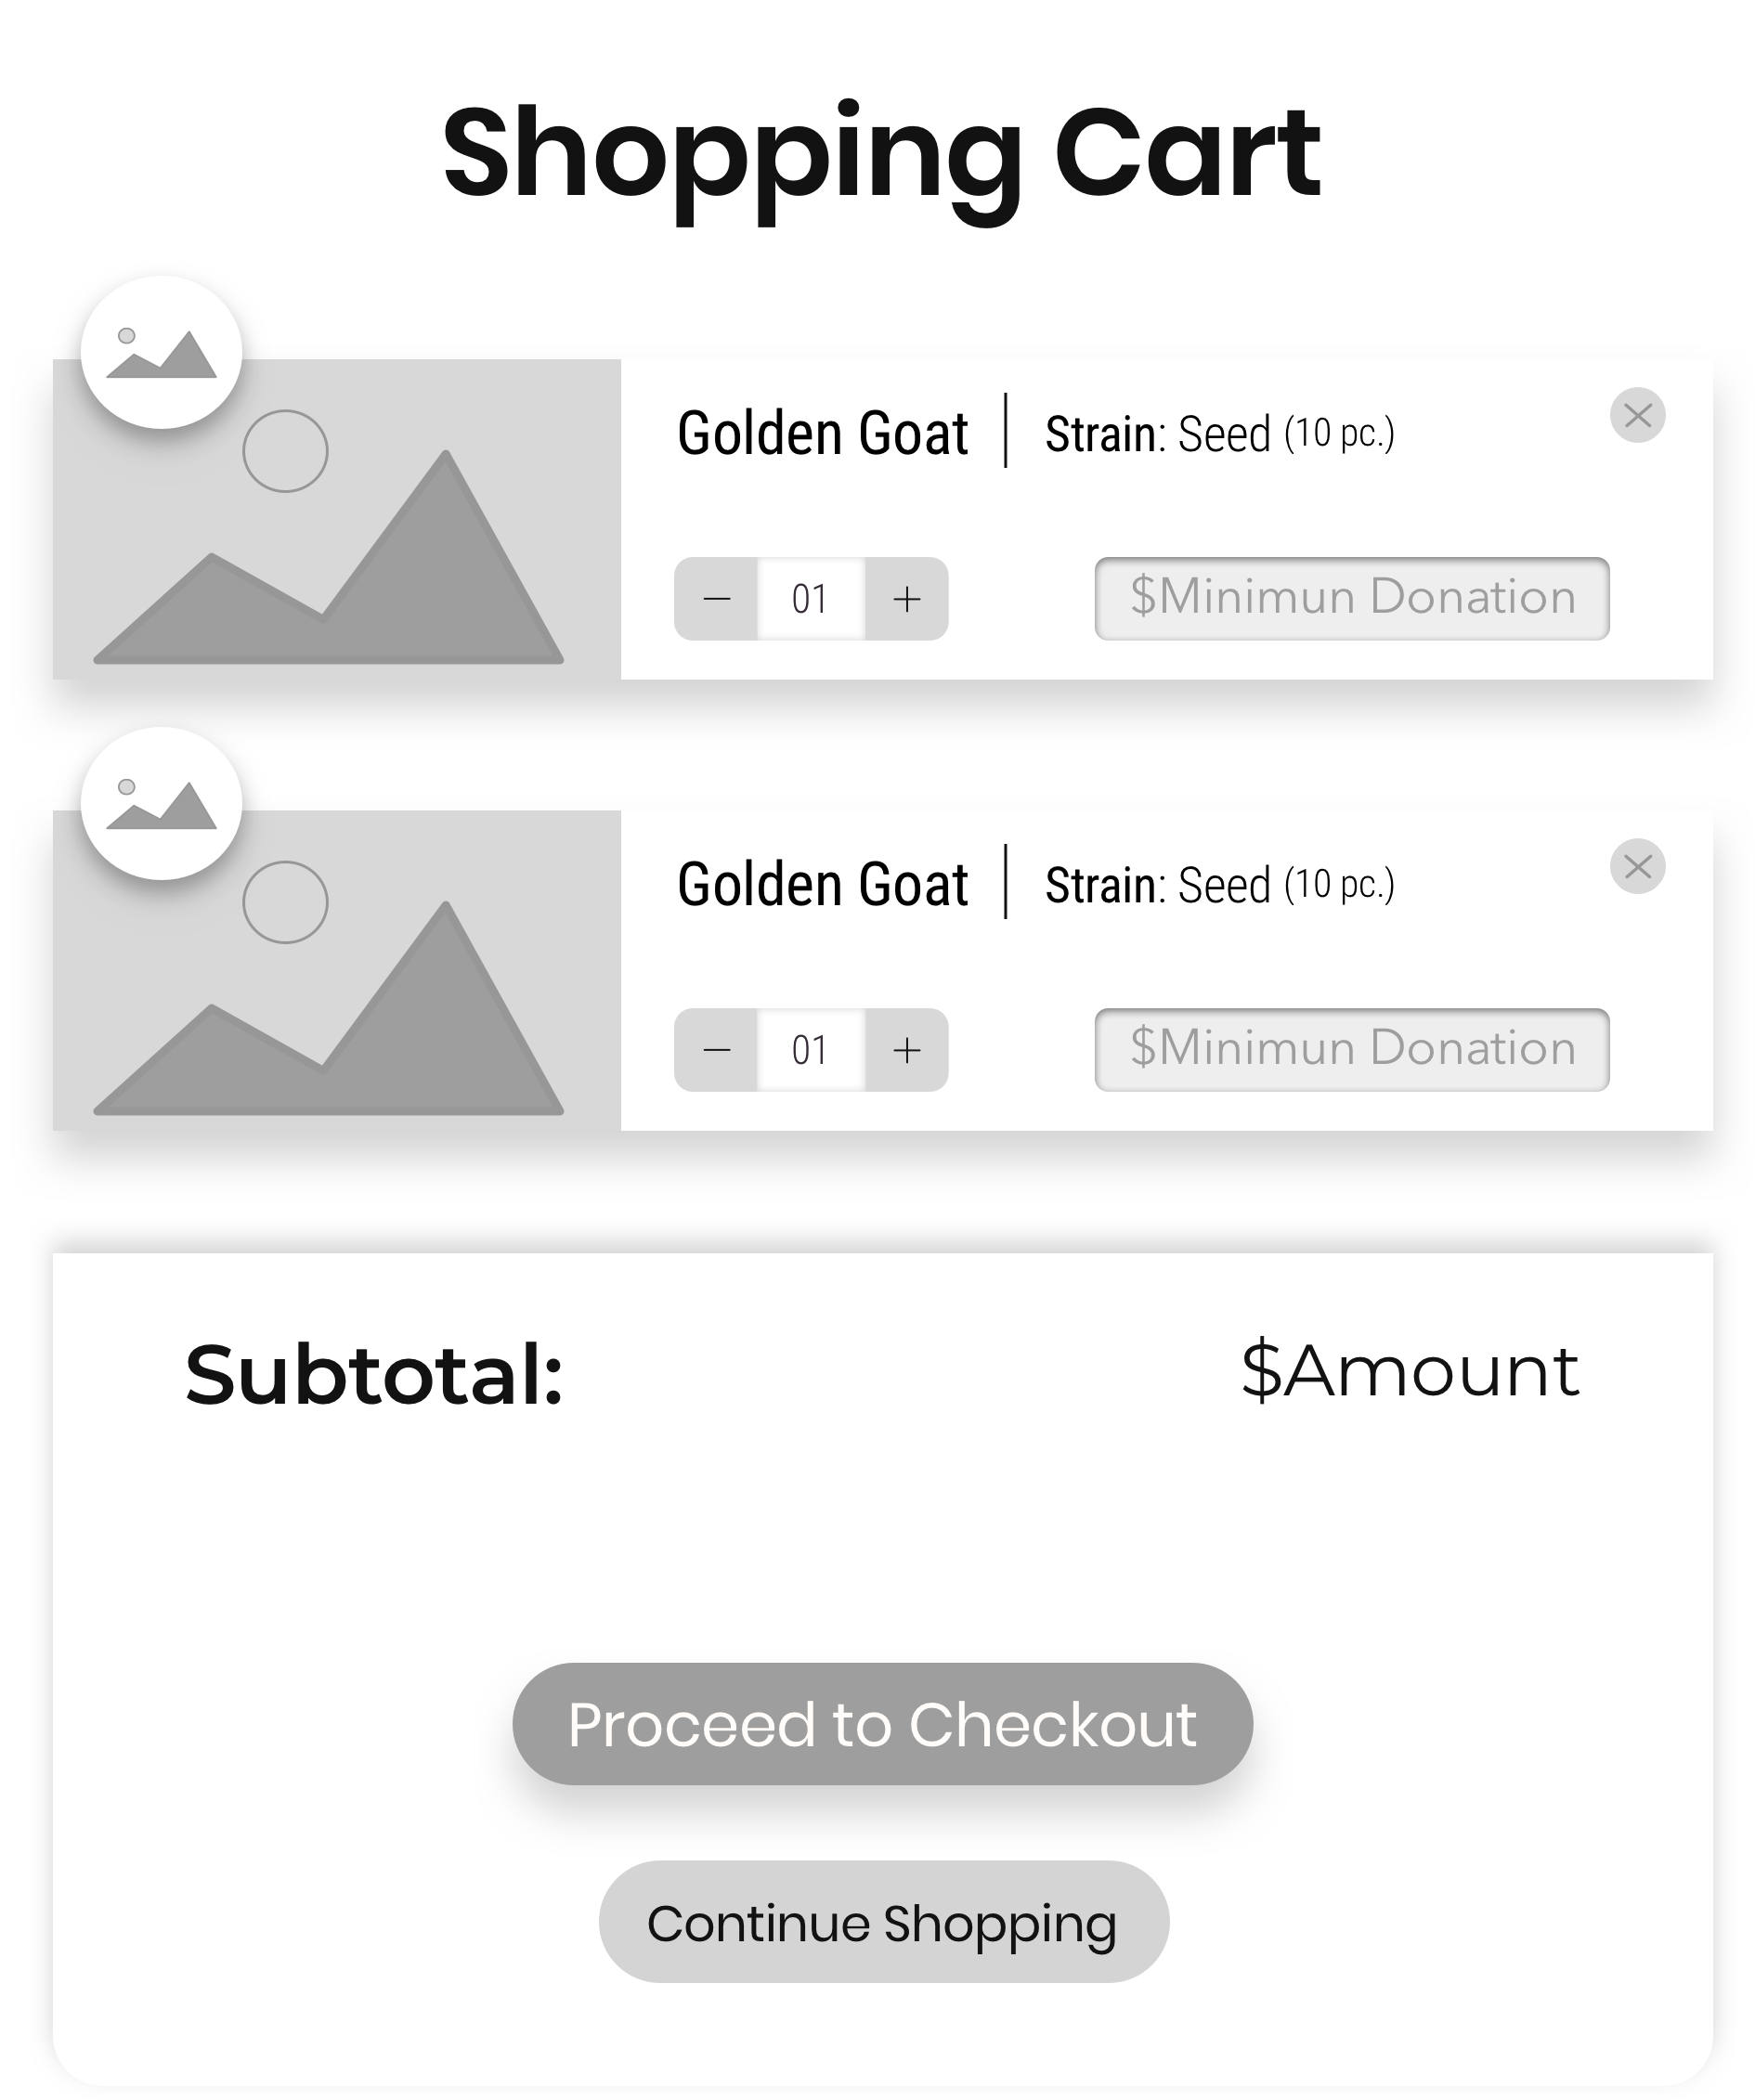 Shopping Cart
Golden Goat | Strain: Seed (10 pc.)
− 01 + $Minimun Donation
Golden Goat | Strain: Seed (10 pc.)
− 01 + $Minimun Donation
Subtotal: $Amount
Proceed to Checkout
Continue Shopping